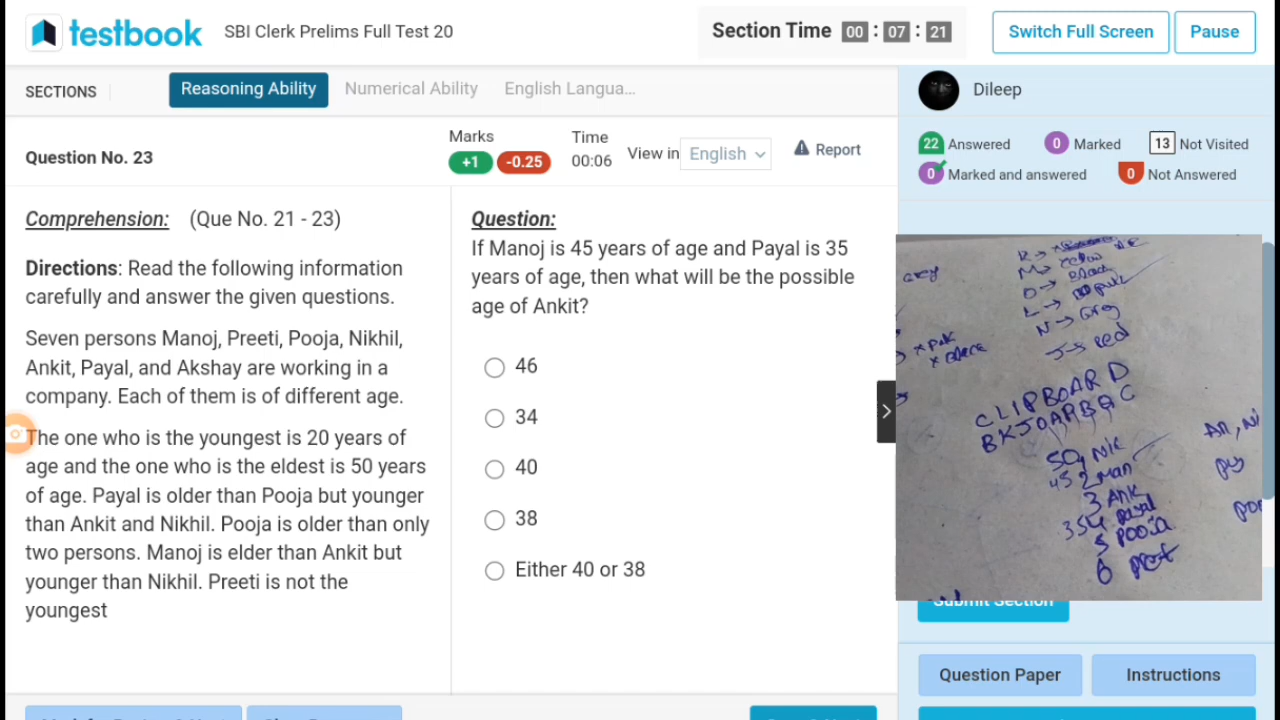 testbook
SBI Clerk Prelims Full Test 20
Section Time 00 : 07 : 21
Switch Full Screen
Pause
SECTIONS
Reasoning Ability
Numerical Ability
English Langua...
Dileep
Question No. 23
Marks
+1 -0.25
Time
00:06
View in English
Report
22 Answered
0 Marked
13 Not Visited
0 Marked and answered
0 Not Answered
Comprehension: (Que No. 21 - 23)
Directions: Read the following information
carefully and answer the given questions.
Seven persons Manoj, Preeti, Pooja, Nikhil,
Ankit, Payal, and Akshay are working in a
company. Each of them is of different age.
The one who is the youngest is 20 years of
age and the one who is the eldest is 50 years
of age. Payal is older than Pooja but younger
than Ankit and Nikhil. Pooja is older than only
two persons. Manoj is elder than Ankit but
younger than Nikhil. Preeti is not the
youngest
Question:
If Manoj is 45 years of age and Payal is 35
years of age, then what will be the possible
age of Ankit?
46
34
40
38
Either 40 or 38
CLIPBOARD
50, Nik
45 2 Man
3 Ank
35 4 payal
5 pooja
6
Submit Section
Question Paper
Instructions